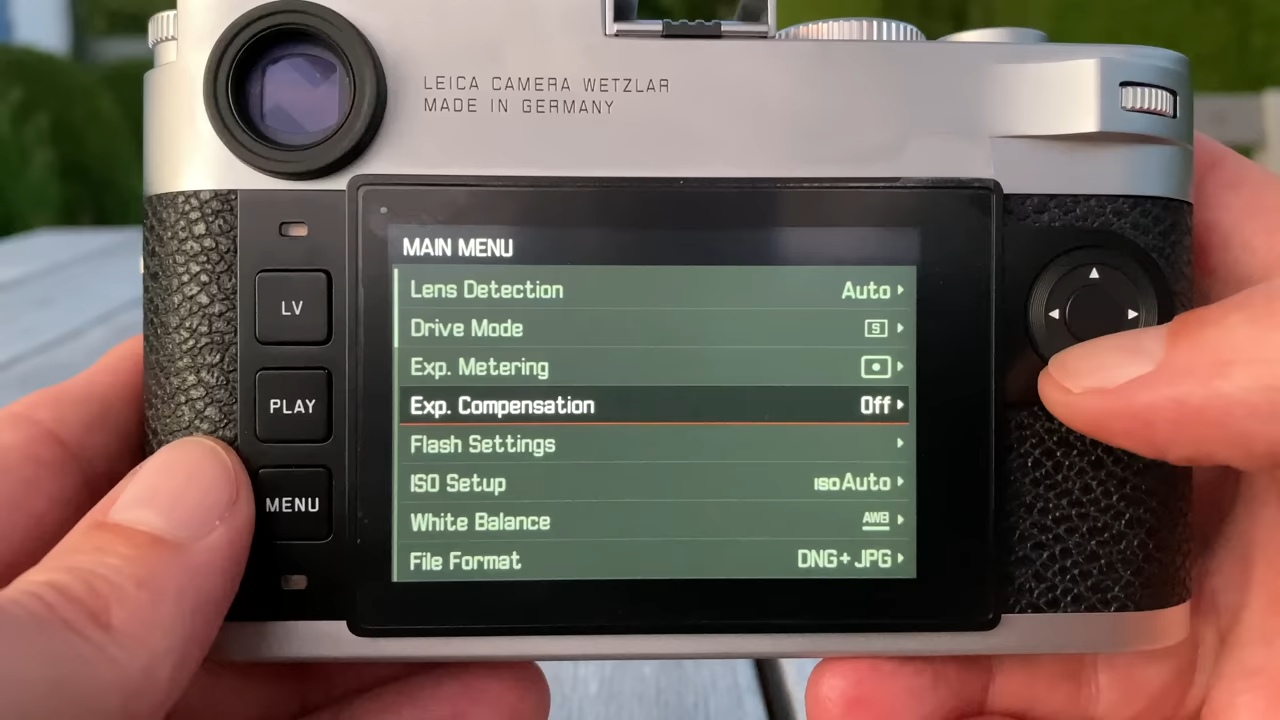 LEICA CAMERA WETZLAR
MADE IN GERMANY
MAIN MENU
Lens Detection Auto
Drive Mode S
Exp. Metering
Exp. Compensation Off
Flash Settings
ISO Setup ISO Auto
White Balance AWB
File Format DNG+JPG
LV
PLAY
MENU